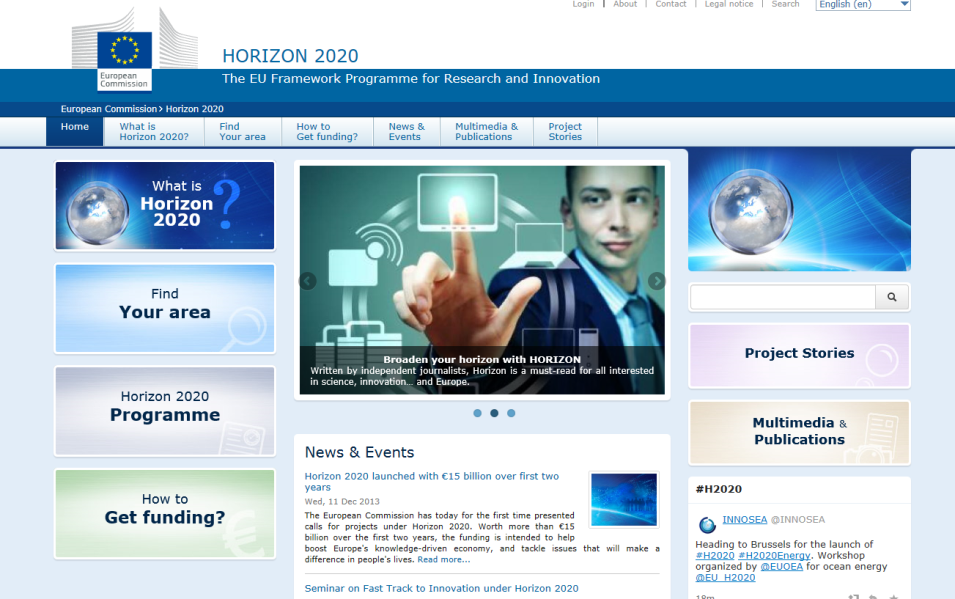 Login | About | Contact | Legal notice | Search English (en)
European
Commission
HORIZON 2020
The EU Framework Programme for Research and Innovation
European Commission > Horizon 2020
Home
What is
Horizon 2020?
Find
Your area
How to
Get funding?
News &
Events
Multimedia &
Publications
Project
Stories
What is
Horizon
2020
?
Find
Your area
Horizon 2020
Programme
How to
Get funding?
Broaden your horizon with HORIZON
Written by independent journalists, Horizon is a must-read for all interested
in science, innovation... and Europe.
News & Events
Horizon 2020 launched with €15 billion over first two
years
Wed, 11 Dec 2013
The European Commission has today for the first time presented
calls for projects under Horizon 2020. Worth more than €15
billion over the first two years, the funding is intended to help
boost Europe's knowledge-driven economy, and tackle issues that will make a
difference in people's lives. Read more...
Seminar on Fast Track to Innovation under Horizon 2020
Project Stories
Multimedia &
Publications
#H2020
INNOSEA @INNOSEA
Heading to Brussels for the launch of
#H2020 #H2020Energy. Workshop
organized by @EUOEA for ocean energy
@EU_H2020
18m